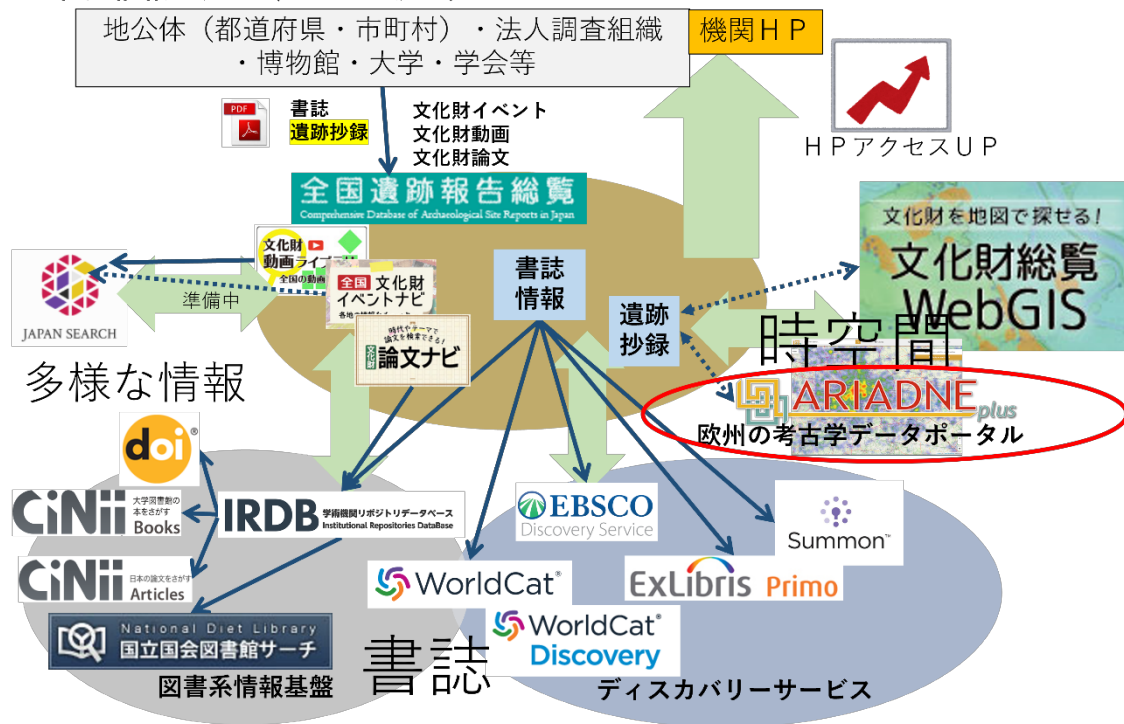 地公体（都道府県・市町村）・法人調査組織
・博物館・大学・学会等
機関ＨＰ
PDF
書誌
遺跡抄録
文化財イベント
文化財動画
文化財論文
ＨＰアクセスＵＰ
全国遺跡報告総覧
Comprehensive Database of Archaeological Site Reports in Japan
文化財
動画ライブラリ
全国の動画
全国 文化財
イベントナビ
時代やテーマで
論文を検索できる！
文化財 論文ナビ
書誌
情報
遺跡
抄録
文化財を地図で探せる！
文化財総覧
WebGIS
時空間
ARIADNE
plus
欧州の考古学データポータル
JAPAN SEARCH
準備中
多様な情報
doi®
CiNii 大学図書館の
本をさがす
Books
CiNii 日本の論文をさがす
Articles
IRDB 学術機関リポジトリデータベース
Institutional Repositories DataBase
National Diet Library
国立国会図書館サーチ
図書系情報基盤
書誌
EBSCO
Discovery Service
Summon™
ExLibris Primo
WorldCat®
WorldCat®
Discovery
ディスカバリーサービス